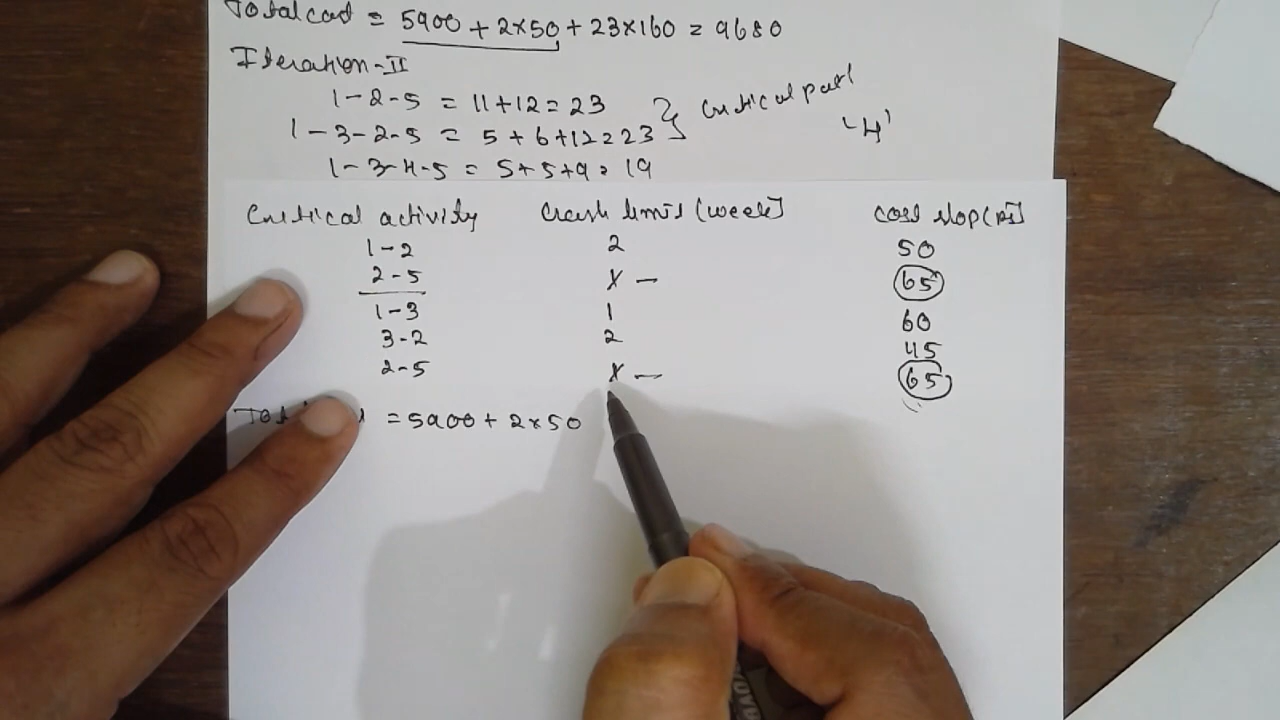 Total cost = 5900 + 2×50 + 23×160 = 9680
Iteration-II
1-2-5 = 11+12 = 23
1-3-2-5 = 5+6+12=23 } critical path
'4'
1-3-4-5 = 5+5+9 = 19
Critical activity Crash limit (week) Cost slop (Rs)
1-2 2 50
2-5 X — 65
1-3 1 60
3-2 2 45
2-5 X — 65
= 5900 + 2×50